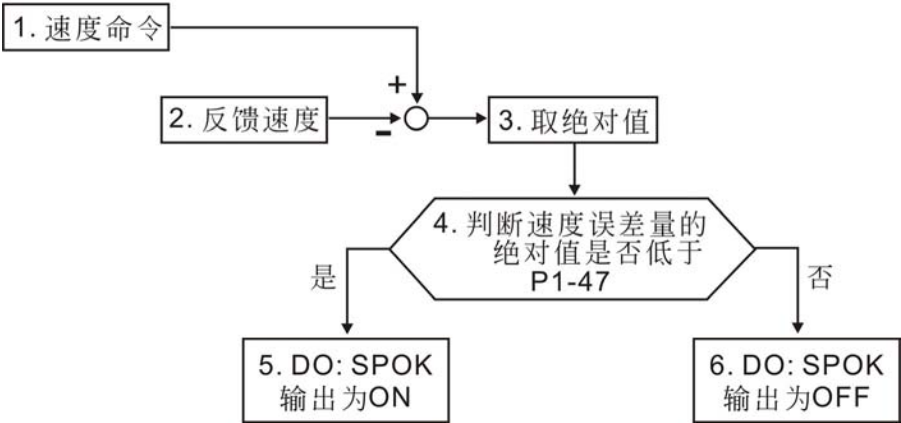 1. 速度命令
+
2. 反馈速度
-
3. 取绝对值
4. 判断速度误差量的
绝对值是否低于
P1-47
是
否
5. DO: SPOK
输出为ON
6. DO: SPOK
输出为OFF